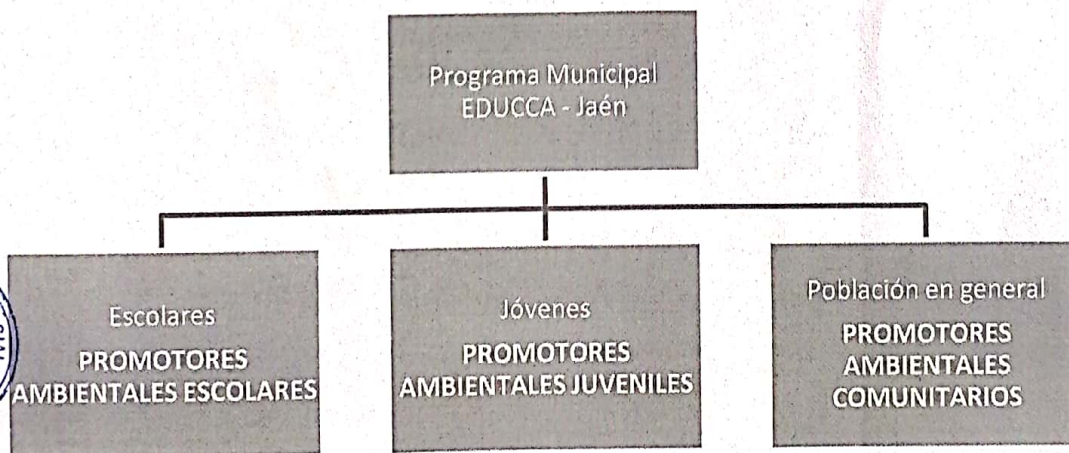 Programa Municipal
EDUCCA - Jaén
Escolares
PROMOTORES
AMBIENTALES ESCOLARES
Jóvenes
PROMOTORES
AMBIENTALES JUVENILES
Población en general
PROMOTORES
AMBIENTALES
COMUNITARIOS